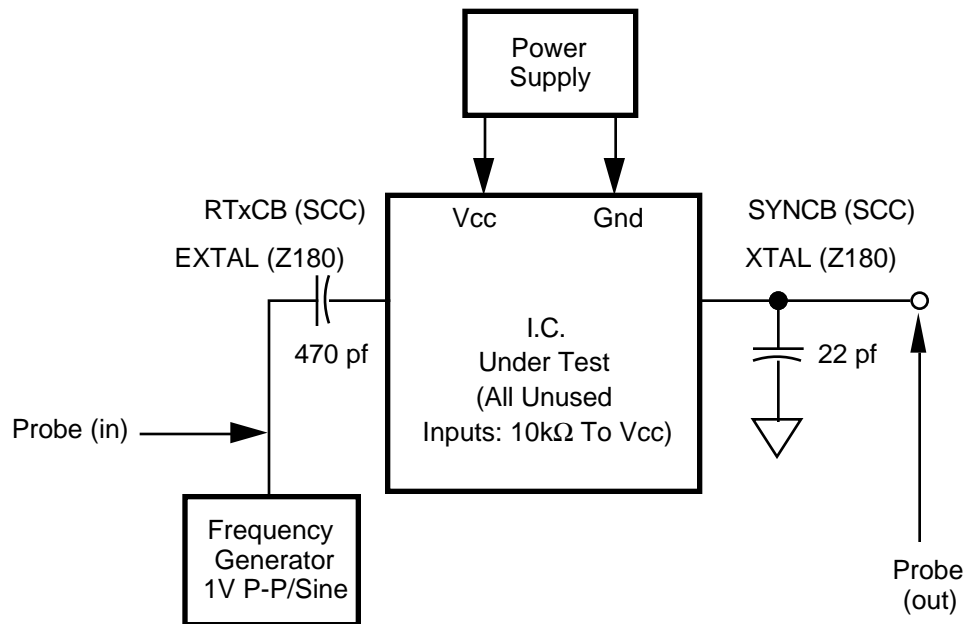 Power
Supply
RTxCB (SCC)
Vcc
Gnd
SYNCB (SCC)
EXTAL (Z180)
XTAL (Z180)
470 pf
I.C.
Under Test
(All Unused
Inputs: 10kΩ To Vcc)
22 pf
Probe (in)
Frequency
Generator
1V P-P/Sine
Probe
(out)